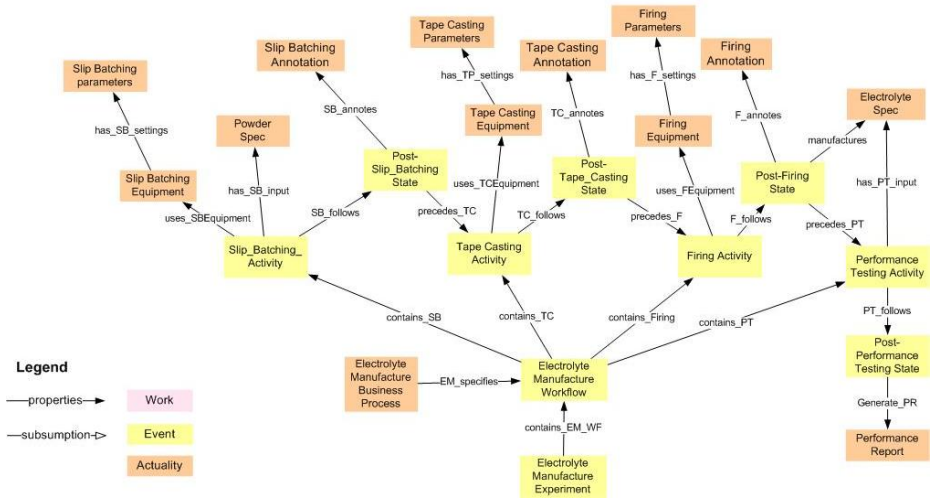 Tape Casting
Parameters
Firing
Parameters
Slip Batching
Annotation
Tape Casting
Annotation
Firing
Annotation
Slip Batching
parameters
has_TP_settings
has_F_settings
Electrolyte
Spec
SB_annotes
TC_annotes
F_annotes
Powder
Spec
Tape Casting
Equipment
Firing
Equipment
manufactures
has_SB_settings
Post-
Slip_Batching
State
Post-
Tape_Casting
State
Post-Firing
State
Slip Batching
Equipment
has_SB_input
uses_TCEquipment
uses_FEquipment
has_PT_input
uses_SBEquipment
SB_follows
precedes_TC
TC_follows
precedes_F
F_follows
precedes_PT
Slip_Batching_
Activity
Tape Casting
Activity
Firing Activity
Performance
Testing Activity
contains_SB
contains_TC
contains_Firing
contains_PT
PT_follows
Post-
Performance
Testing State
Legend
Electrolyte
Manufacture
Business
Process
EM_specifies
Electrolyte
Manufacture
Workflow
properties
Work
Generate_PR
subsumption
Event
contains_EM_WF
Performance
Report
Actuality
Electrolyte
Manufacture
Experiment